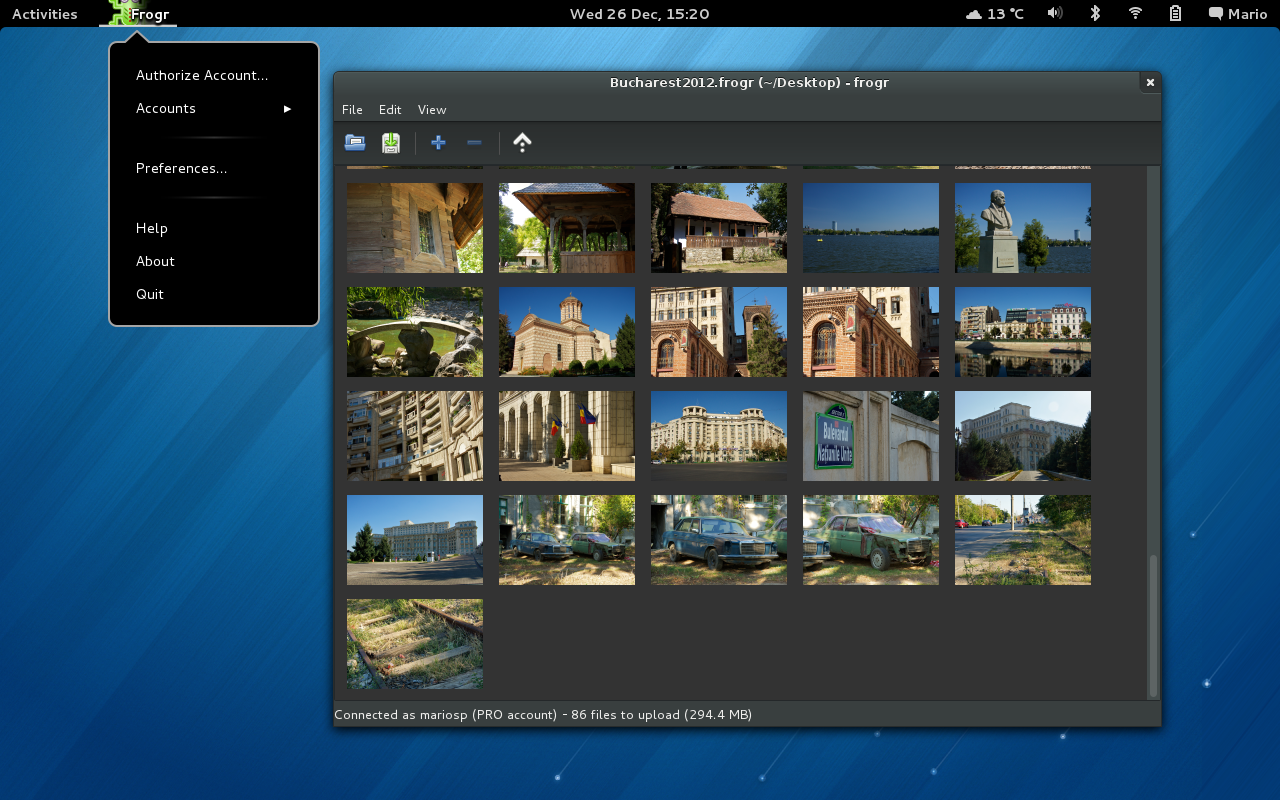 Activities Frogr Wed 26 Dec, 15:20 13 °C Mario
Authorize Account...
Accounts
Preferences...
Help
About
Quit
Bucharest2012.frogr (~/Desktop) - frogr
File Edit View
Bulevardul
Naţiunile Unite
Connected as mariosp (PRO account) - 86 files to upload (294.4 MB)